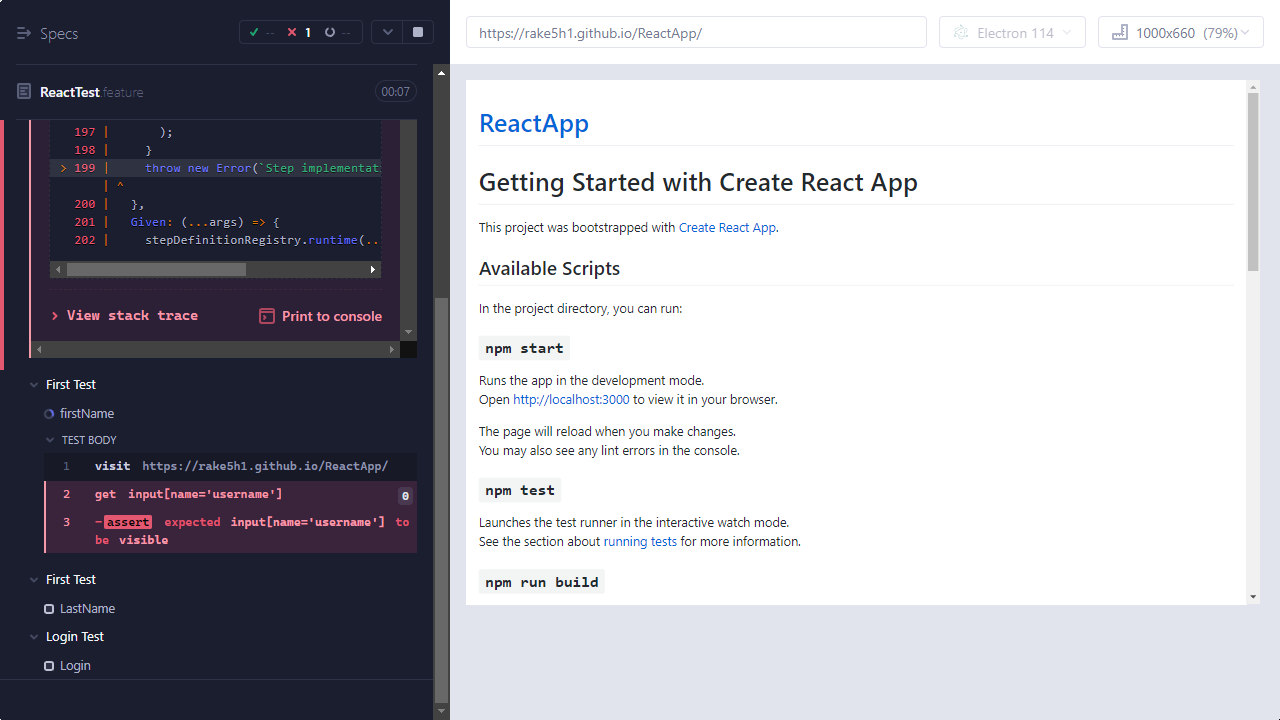 Specs
-- 1 --
ReactTest.feature 00:07
197 | );
198 | }
> 199 | throw new Error(`Step implementat
| ^
200 | },
201 | Given: (...args) => {
202 | stepDefinitionRegistry.runtime(..
View stack trace Print to console
First Test
firstName
TEST BODY
1 visit https://rake5h1.github.io/ReactApp/
2 get input[name='username'] 0
3 -assert expected input[name='username'] to
be visible
First Test
LastName
Login Test
Login
https://rake5h1.github.io/ReactApp/
Electron 114
1000x660 (79%)
ReactApp
Getting Started with Create React App
This project was bootstrapped with Create React App.
Available Scripts
In the project directory, you can run:
npm start
Runs the app in the development mode.
Open http://localhost:3000 to view it in your browser.
The page will reload when you make changes.
You may also see any lint errors in the console.
npm test
Launches the test runner in the interactive watch mode.
See the section about running tests for more information.
npm run build